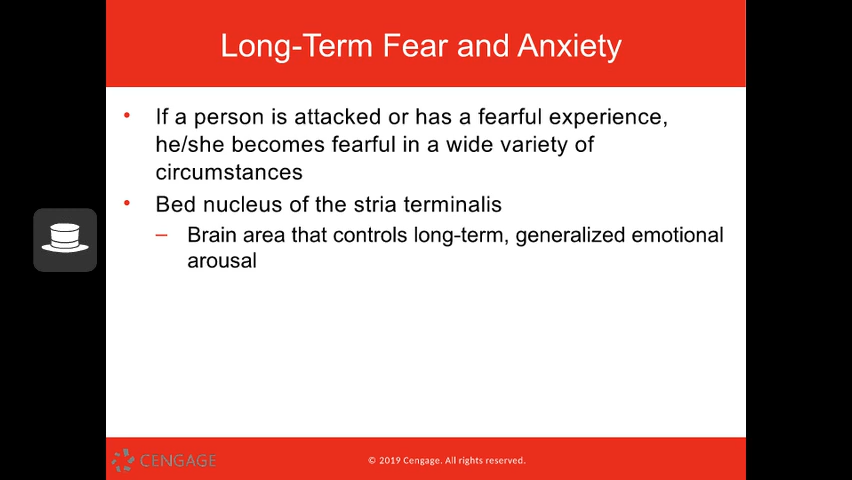 Long-Term Fear and Anxiety
• If a person is attacked or has a fearful experience,
he/she becomes fearful in a wide variety of
circumstances
• Bed nucleus of the stria terminalis
– Brain area that controls long-term, generalized emotional
arousal
CENGAGE
© 2019 Cengage. All rights reserved.